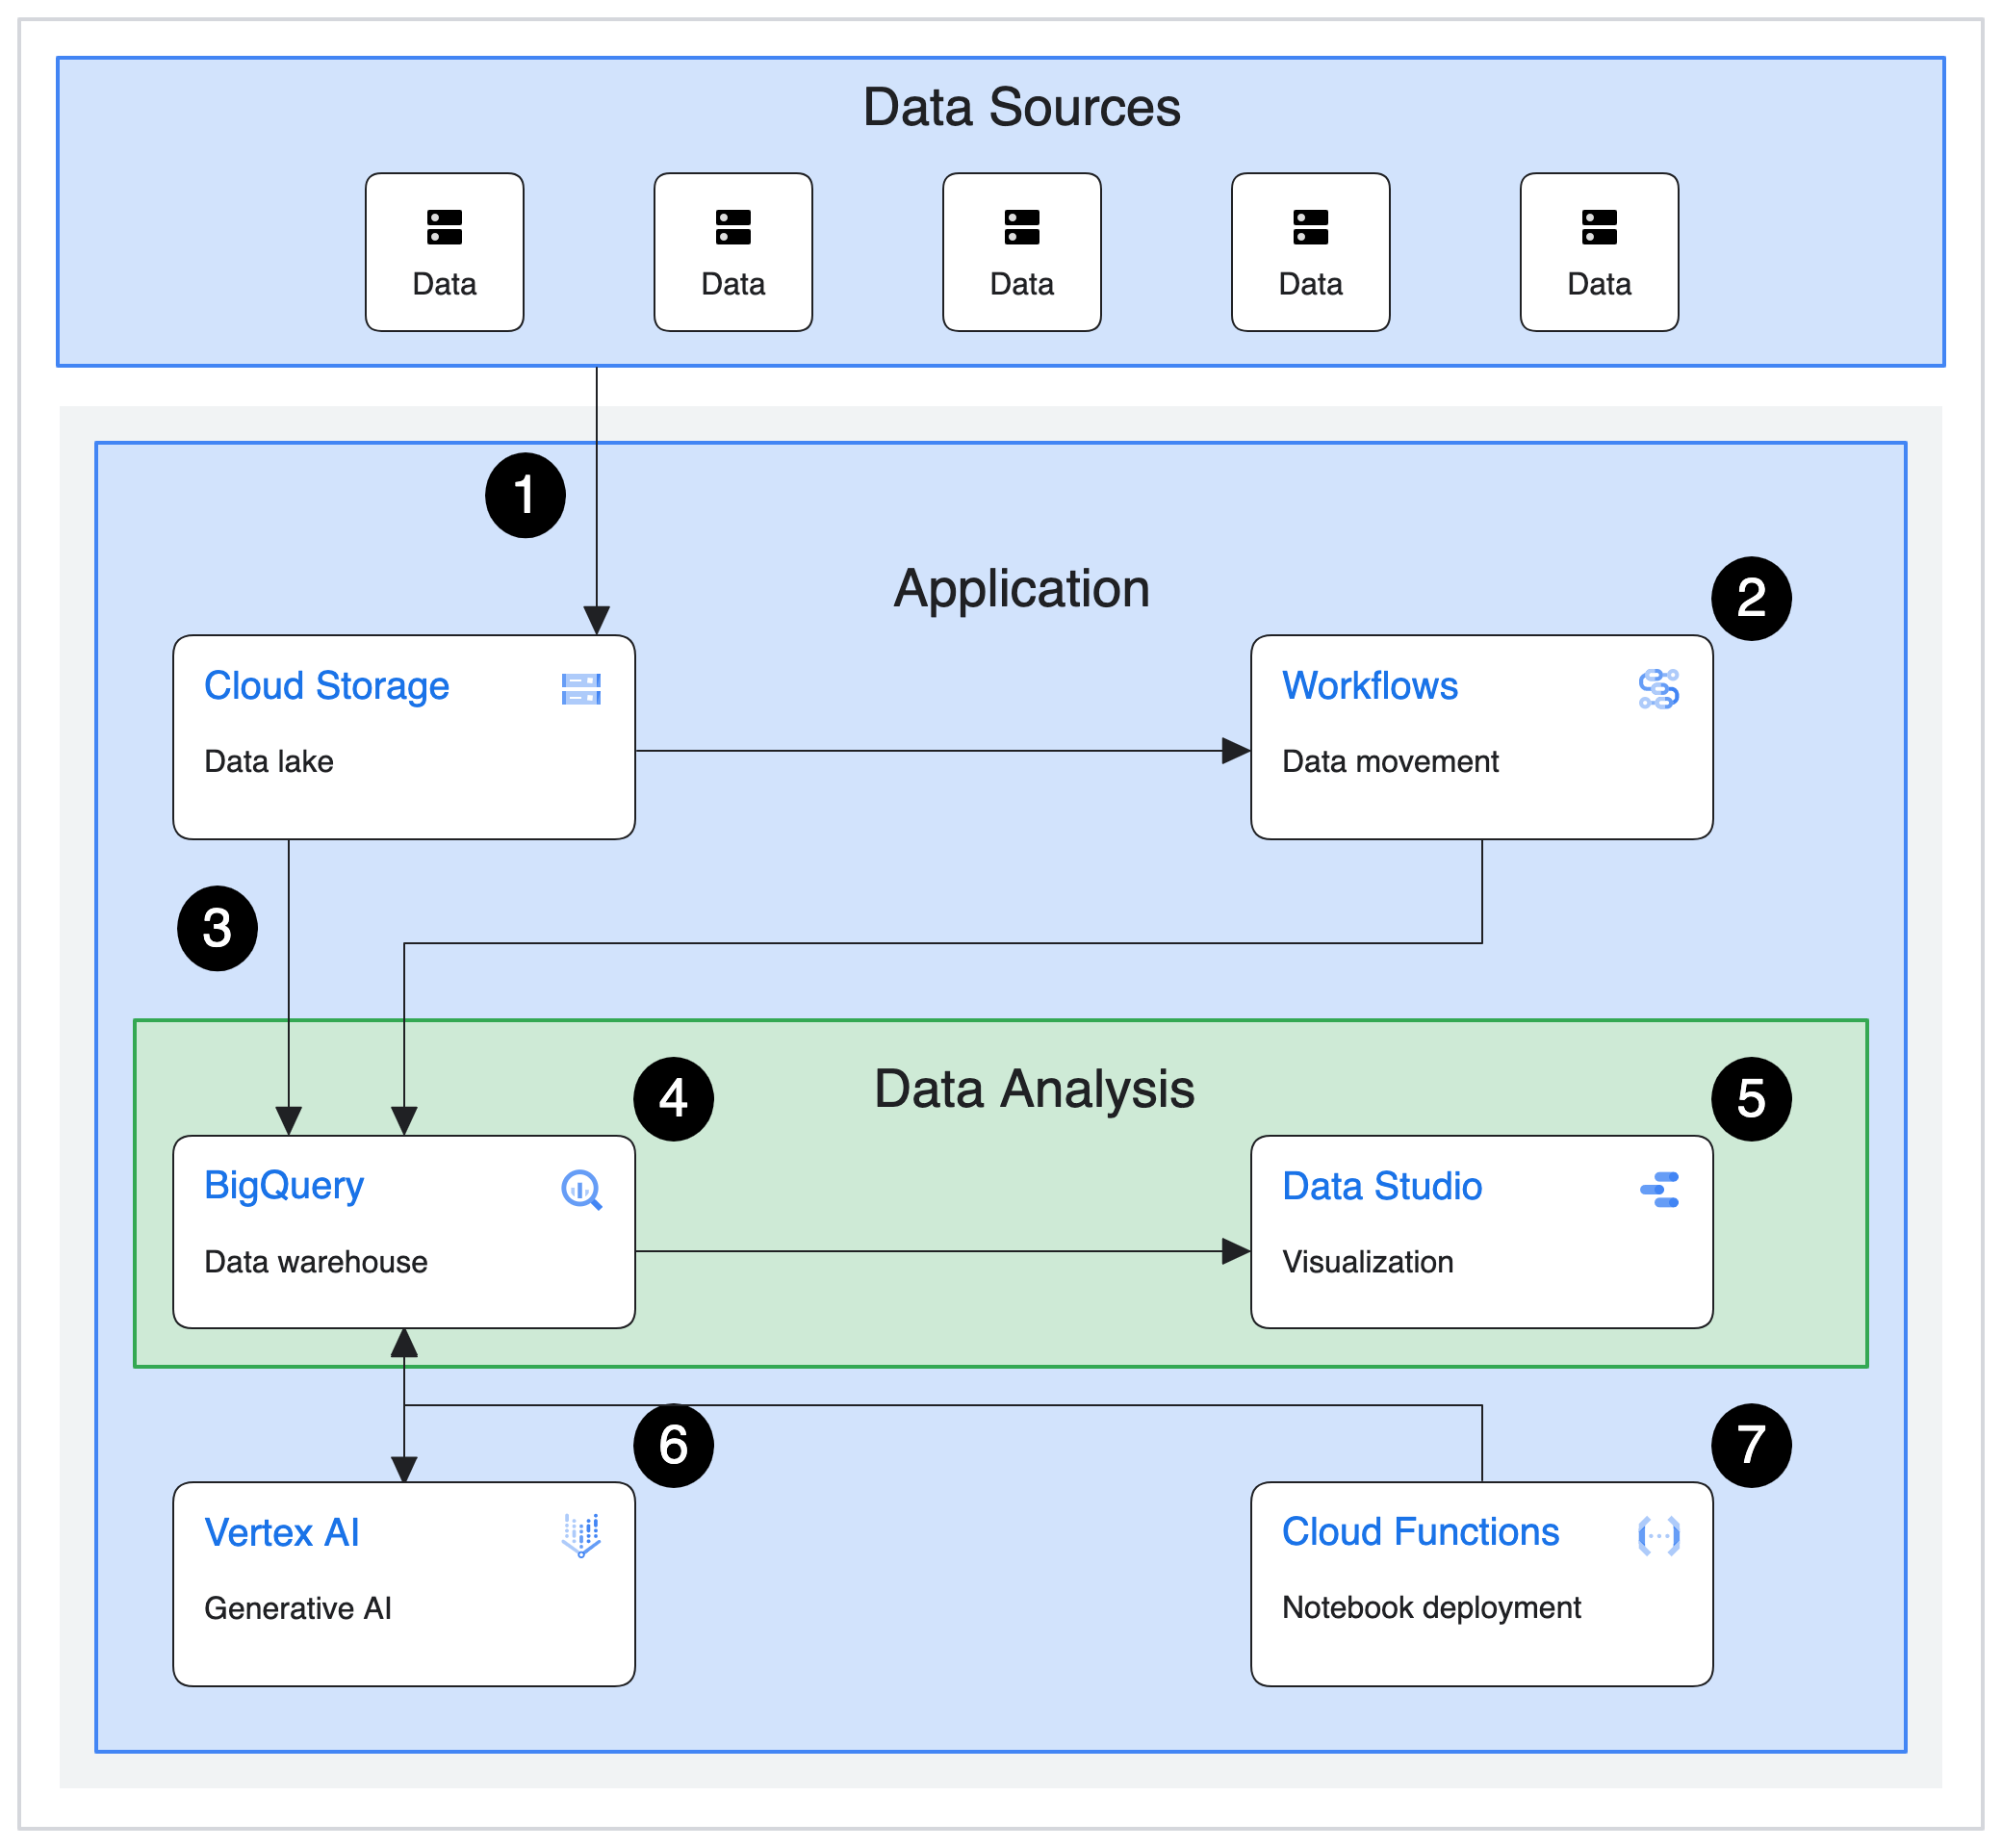 Data Sources
Data
Data
Data
Data
Data
1
Application
2
Cloud Storage
Data lake
Workflows
Data movement
3
Data Analysis
4
5
BigQuery
Data warehouse
Data Studio
Visualization
6
7
Vertex AI
Generative AI
Cloud Functions
Notebook deployment